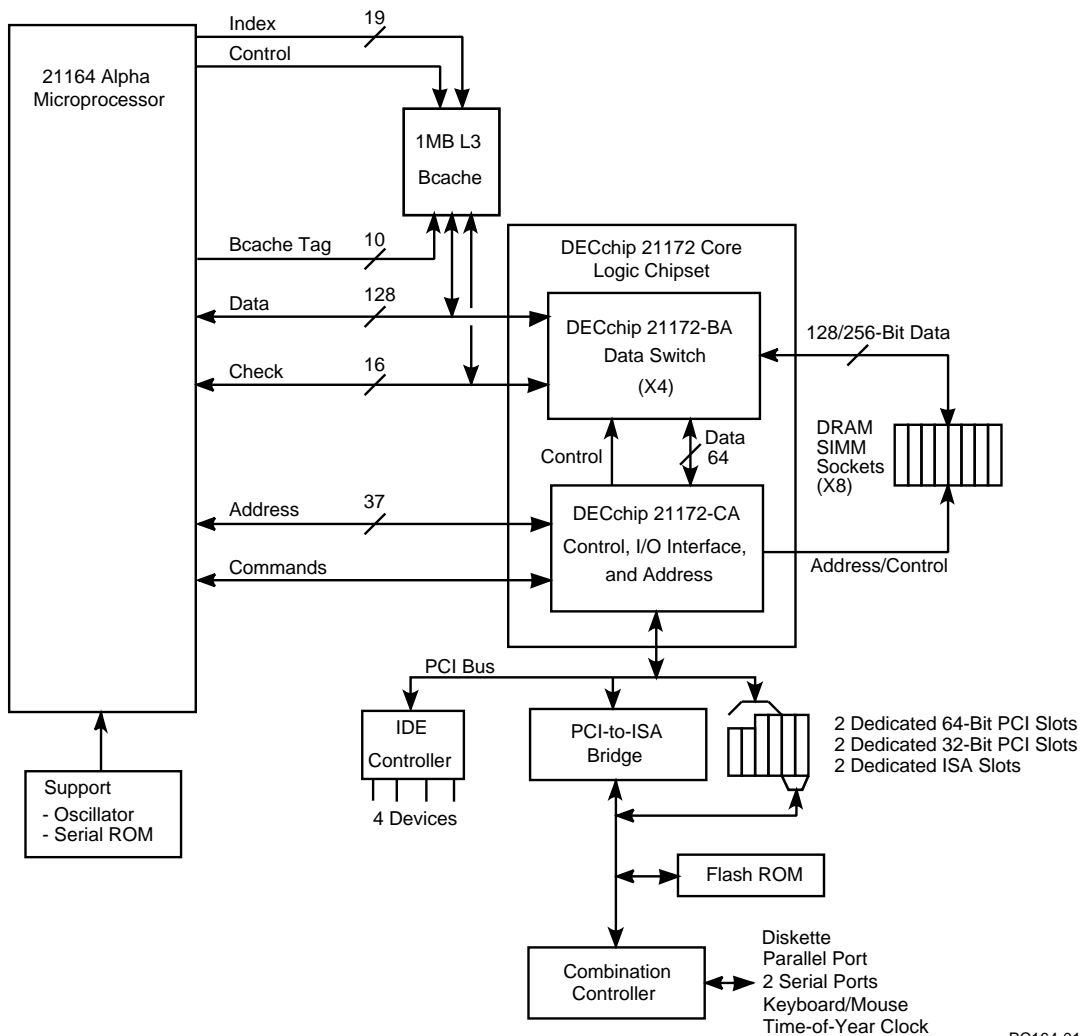 Index
19
Control
21164 Alpha
Microprocessor
1MB L3
Bcache
Bcache Tag
10
DECchip 21172 Core
Logic Chipset
Data
128
DECchip 21172-BA
Data Switch
(X4)
128/256-Bit Data
Check
16
Control
Data
64
DRAM
SIMM
Sockets
(X8)
Address
37
DECchip 21172-CA
Control, I/O Interface,
and Address
Commands
Address/Control
PCI Bus
IDE
Controller
4 Devices
PCI-to-ISA
Bridge
2 Dedicated 64-Bit PCI Slots
2 Dedicated 32-Bit PCI Slots
2 Dedicated ISA Slots
Support
- Oscillator
- Serial ROM
Flash ROM
Combination
Controller
Diskette
Parallel Port
2 Serial Ports
Keyboard/Mouse
Time-of-Year Clock